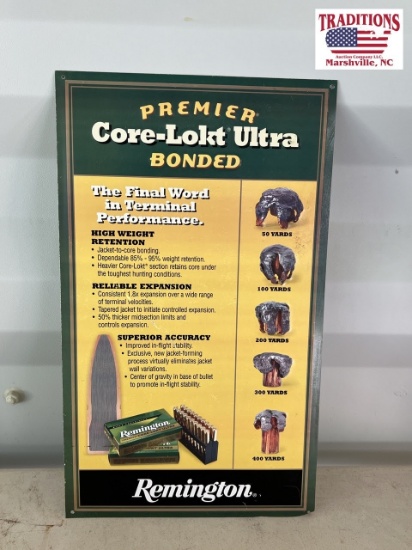 TRADITIONS
Auction Company LLC.
Marshville, NC
PREMIER
Core-Lokt Ultra
BONDED
The Final Word
in Terminal
Performance.
HIGH WEIGHT
RETENTION
• Jacket-to-core bonding.
• Dependable 85% - 95% weight retention.
• Heavier Core-Lokt™ section retains core under
the toughest hunting conditions.
RELIABLE EXPANSION
• Consistent 1.8x expansion over a wide range
of terminal velocities.
• Tapered jacket to initiate controlled expansion.
• 50% thicker midsection limits and
controls expansion.
SUPERIOR ACCURACY
• Improved in-flight stability.
• Exclusive, new jacket-forming
process virtually eliminates jacket
wall variations.
• Center of gravity in base of bullet
to promote in-flight stability.
50 YARDS
100 YARDS
200 YARDS
300 YARDS
400 YARDS
Remington
Remington®